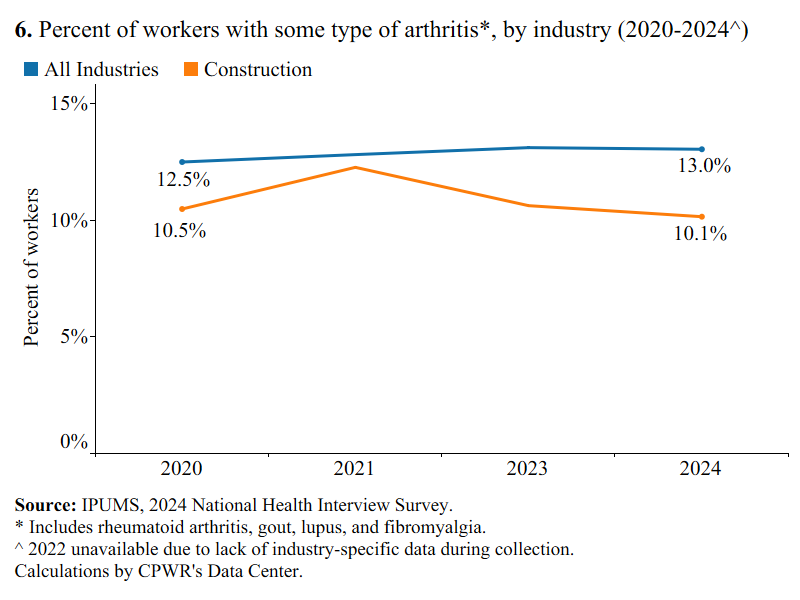 6. Percent of workers with some type of arthritis*, by industry (2020-2024^)
All Industries Construction
15%
10%
5%
0%
Percent of workers
12.5%
13.0%
10.5%
10.1%
2020 2021 2023 2024
Source: IPUMS, 2024 National Health Interview Survey.
* Includes rheumatoid arthritis, gout, lupus, and fibromyalgia.
^ 2022 unavailable due to lack of industry-specific data during collection.
Calculations by CPWR's Data Center.